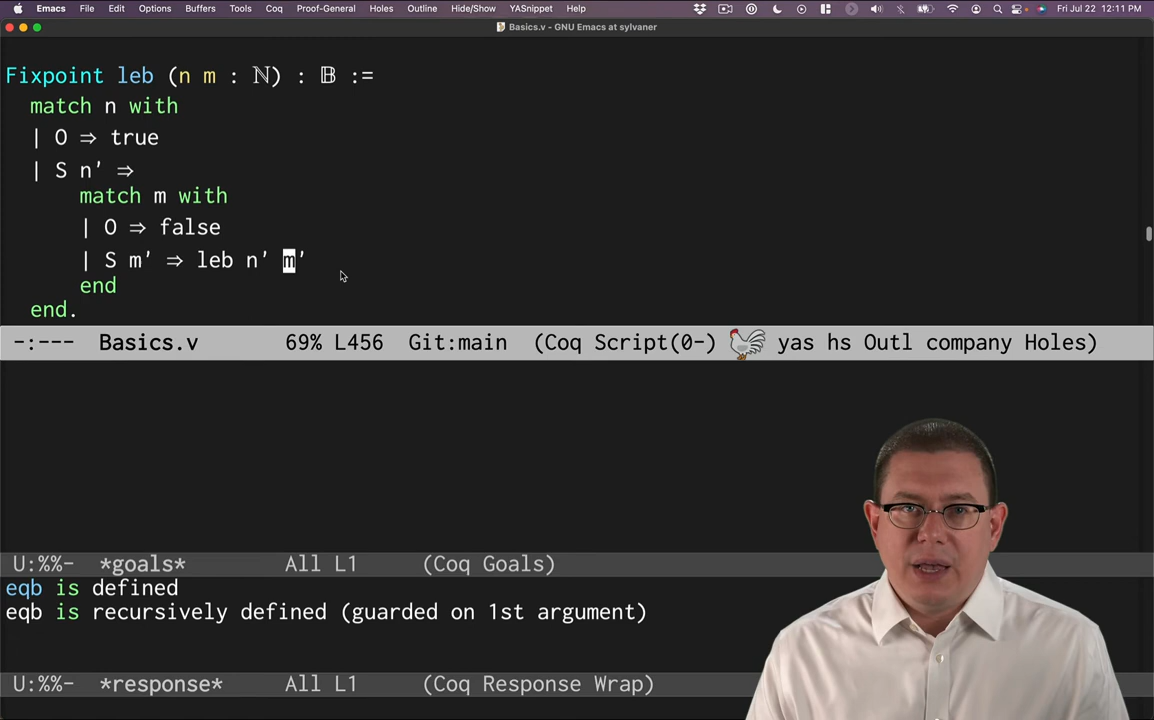 Emacs File Edit Options Buffers Tools Coq Proof-General Holes Outline Hide/Show YASnippet Help Fri Jul 22 12:11 PM
Basics.v - GNU Emacs at sylvaner
Fixpoint leb (n m : ℕ) : 𝔹 :=
match n with
| O ⇒ true
| S n' ⇒
match m with
| O ⇒ false
| S m' ⇒ leb n' m'
end
end.
-:--- Basics.v 69% L456 Git:main (Coq Script(0-) 🐓 yas hs Outl company Holes)
U:%%- *goals* All L1 (Coq Goals)
eqb is defined
eqb is recursively defined (guarded on 1st argument)
U:%%- *response* All L1 (Coq Response Wrap)